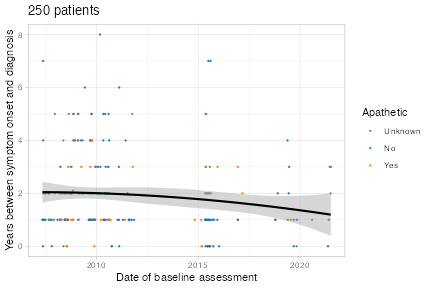 250 patients
Years between symptom onset and diagnosis
8
6
4
2
0
2010
2015
2020
Date of baseline assessment
Apathetic
Unknown
No
Yes